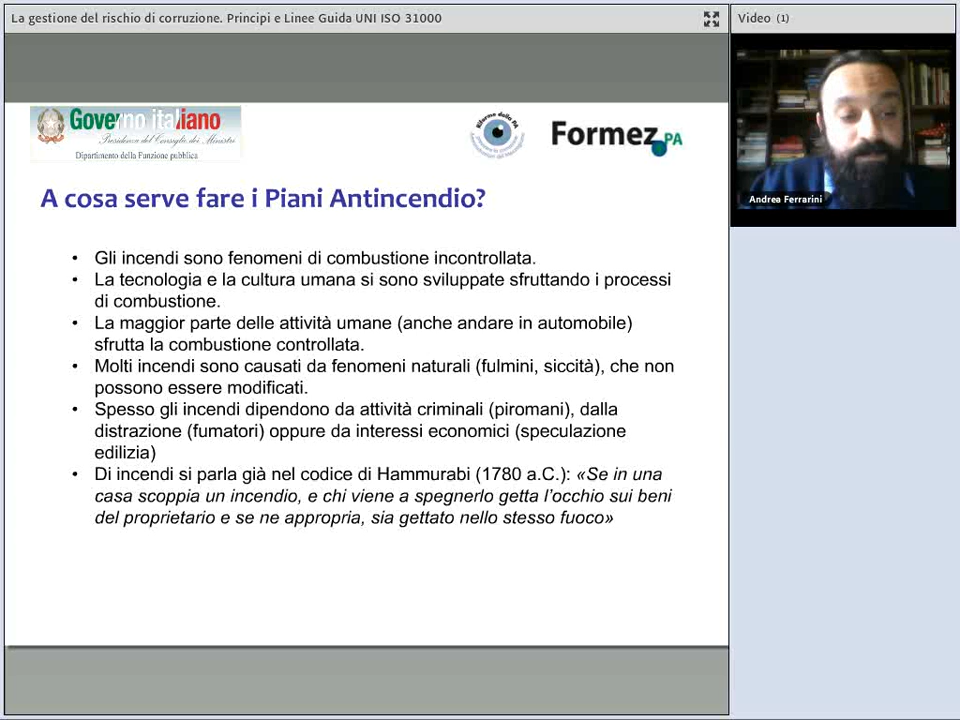 La gestione del rischio di corruzione. Principi e Linee Guida UNI ISO 31000
Video (1)
Governo italiano
Presidenza del Consiglio dei Ministri
Dipartimento della Funzione pubblica
Riforme della PA
Formez PA
Andrea Ferrarini
A cosa serve fare i Piani Antincendio?
• Gli incendi sono fenomeni di combustione incontrollata.
• La tecnologia e la cultura umana si sono sviluppate sfruttando i processi
di combustione.
• La maggior parte delle attività umane (anche andare in automobile)
sfrutta la combustione controllata.
• Molti incendi sono causati da fenomeni naturali (fulmini, siccità), che non
possono essere modificati.
• Spesso gli incendi dipendono da attività criminali (piromani), dalla
distrazione (fumatori) oppure da interessi economici (speculazione
edilizia)
• Di incendi si parla già nel codice di Hammurabi (1780 a.C.): «Se in una
casa scoppia un incendio, e chi viene a spegnerlo getta l’occhio sui beni
del proprietario e se ne appropria, sia gettato nello stesso fuoco»